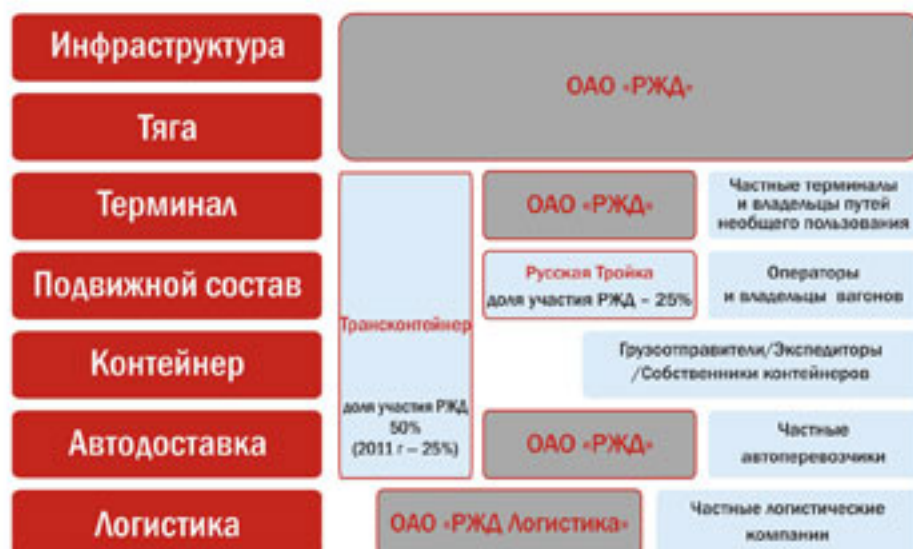 Инфраструктура
ОАО «РЖД»
Тяга
Терминал
ОАО «РЖД»
Частные терминалы
и владельцы путей
необщего пользования
Подвижной состав
Русская Тройка
доля участия РЖД – 25%
Операторы
и владельцы вагонов
Трансконтейнер
доля участия РЖД
50%
(2011 г – 25%)
Контейнер
Грузоотправители/Экспедиторы
/Собственники контейнеров
Автодоставка
ОАО «РЖД»
Частные
автоперевозчики
Логистика
ОАО «РЖД Логистика»
Частные логистические
компании